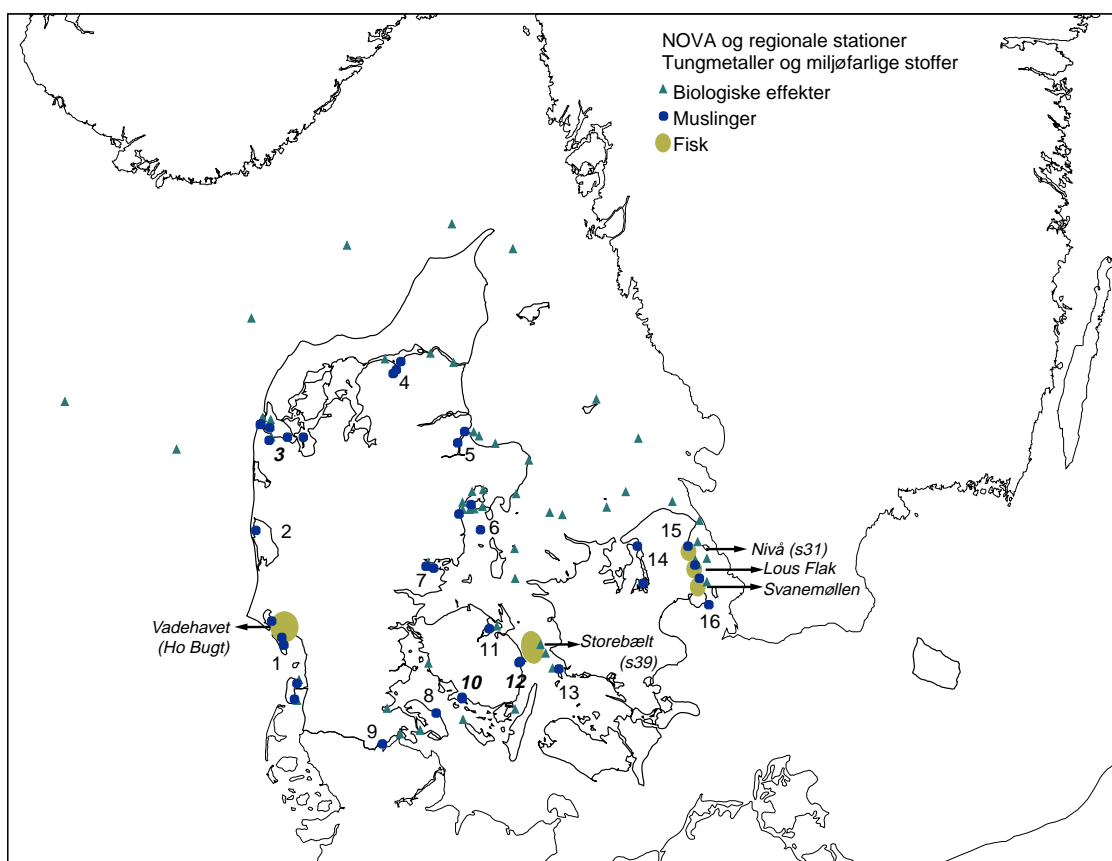 NOVA og regionale stationer
Tungmetaller og miljøfarlige stoffer
Biologiske effekter
Muslinger
Fisk
4
3
5
2
6
15
14
7
Nivå (s31)
Lous Flak
Svanemøllen
16
Vadehavet
(Ho Bugt)
1
11
Storebælt
(s39)
12
13
10
8
9